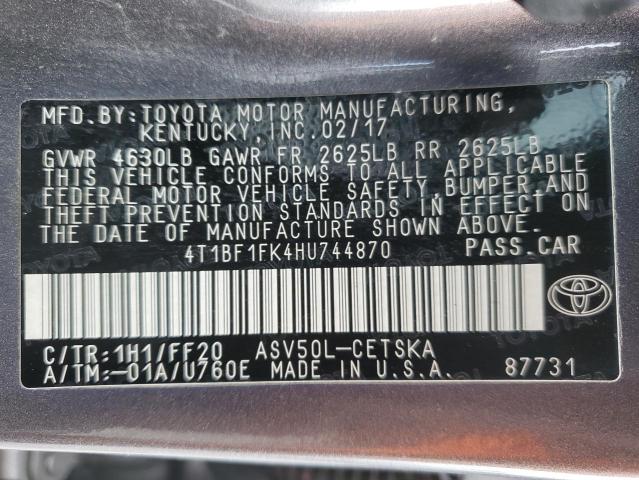 MFD.BY:TOYOTA MOTOR MANUFACTURING,
KENTUCKY,INC.02/17
GVWR 4630LB GAWR FR 2625LB RR 2625LB
THIS VEHICLE CONFORMS TO ALL APPLICABLE
FEDERAL MOTOR VEHICLE SAFETY,BUMPER,AND
THEFT PREVENTION STANDARDS IN EFFECT ON
THE DATE OF MANUFACTURE SHOWN ABOVE.
4T1BF1FK4HU744870 PASS.CAR
C/TR:1H1/FF20 ASV50L-CETSKA
A/TM:-01A/U760E MADE IN U.S.A. 87731